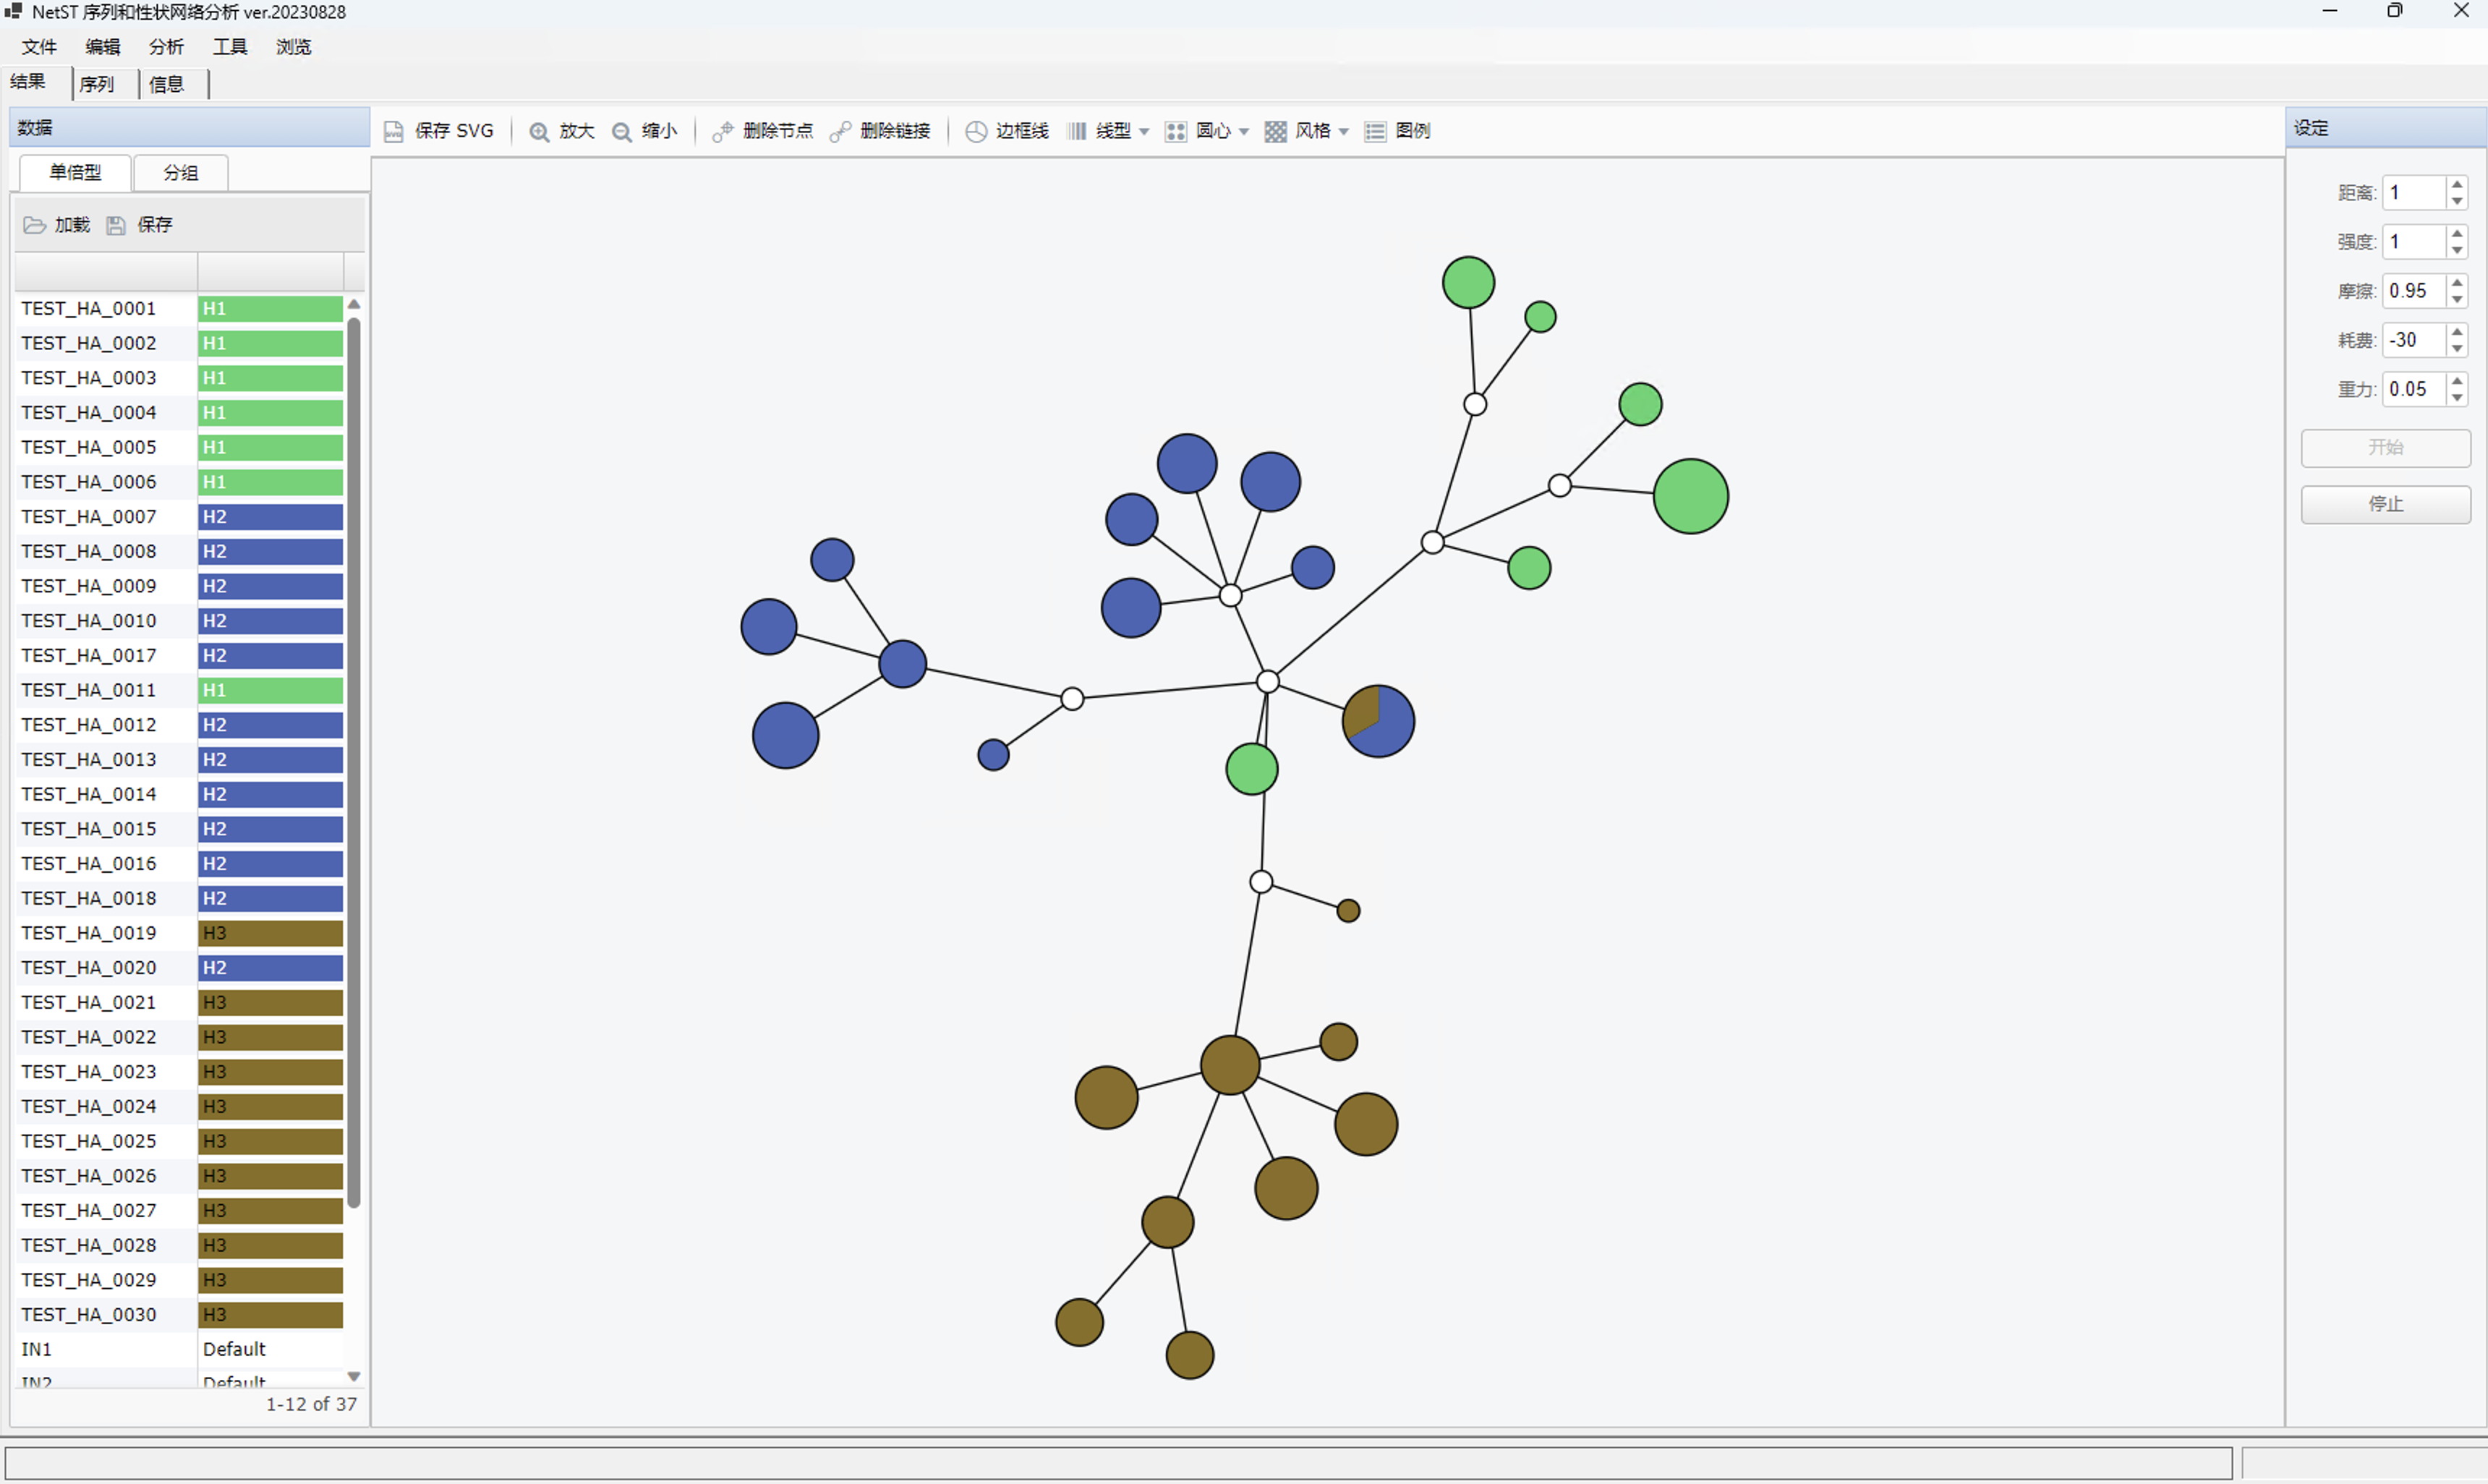 NetST 序列和性状网络分析 ver.20230828
文件 编辑 分析 工具 浏览
结果 序列 信息
数据
单倍型 分组
加载 保存
TEST_HA_0001 H1
TEST_HA_0002 H1
TEST_HA_0003 H1
TEST_HA_0004 H1
TEST_HA_0005 H1
TEST_HA_0006 H1
TEST_HA_0007 H2
TEST_HA_0008 H2
TEST_HA_0009 H2
TEST_HA_0010 H2
TEST_HA_0017 H2
TEST_HA_0011 H1
TEST_HA_0012 H2
TEST_HA_0013 H2
TEST_HA_0014 H2
TEST_HA_0015 H2
TEST_HA_0016 H2
TEST_HA_0018 H2
TEST_HA_0019 H3
TEST_HA_0020 H2
TEST_HA_0021 H3
TEST_HA_0022 H3
TEST_HA_0023 H3
TEST_HA_0024 H3
TEST_HA_0025 H3
TEST_HA_0026 H3
TEST_HA_0027 H3
TEST_HA_0028 H3
TEST_HA_0029 H3
TEST_HA_0030 H3
IN1 Default
IN2 Default
1-12 of 37
保存 SVG 放大 缩小 删除节点 删除链接 边框线 线型 圆心 风格 图例
设定
距离: 1
强度: 1
摩擦: 0.95
耗费: -30
重力: 0.05
开始
停止